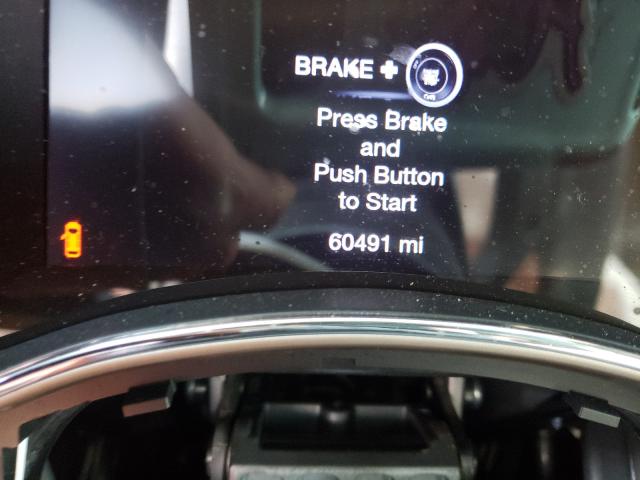 BRAKE +
Press Brake
and
Push Button
to Start
60491 mi